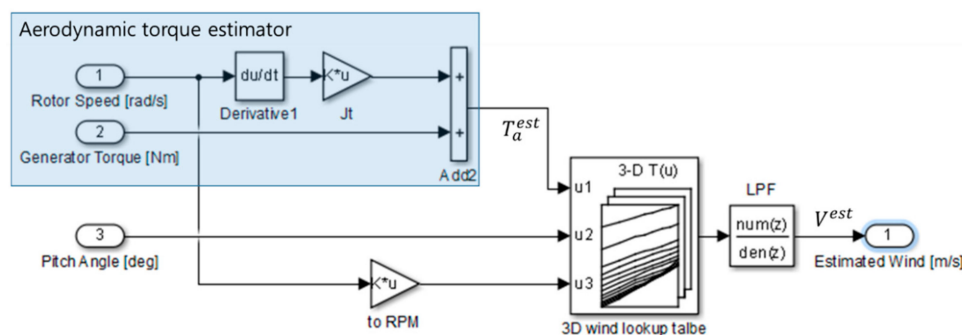 Aerodynamic torque estimator
1
Rotor Speed [rad/s]
du/dt
Derivative1
K*u
Jt
+
+
Add2
2
Generator Torque [Nm]
T_a^{est}
3
Pitch Angle [deg]
K*u
to RPM
3-D T(u)
u1
u2
u3
3D wind lookup talbe
LPF
num(z)
den(z)
V^{est}
1
Estimated Wind [m/s]